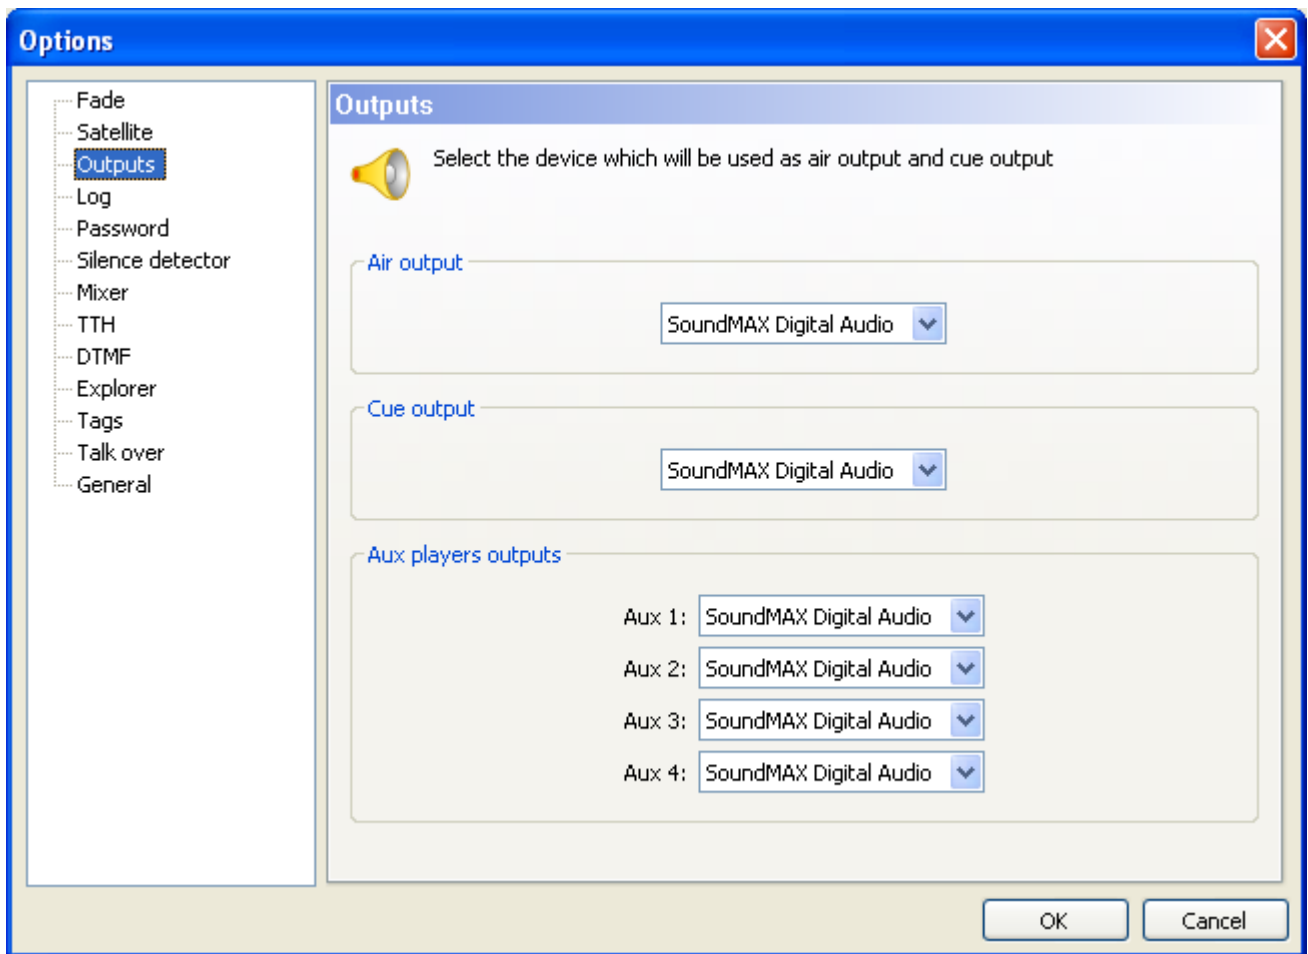 Options
Fade
Satellite
Outputs
Log
Password
Silence detector
Mixer
TTH
DTMF
Explorer
Tags
Talk over
General
Outputs
Select the device which will be used as air output and cue output
Air output
SoundMAX Digital Audio
Cue output
SoundMAX Digital Audio
Aux players outputs
Aux 1: SoundMAX Digital Audio
Aux 2: SoundMAX Digital Audio
Aux 3: SoundMAX Digital Audio
Aux 4: SoundMAX Digital Audio
OK Cancel